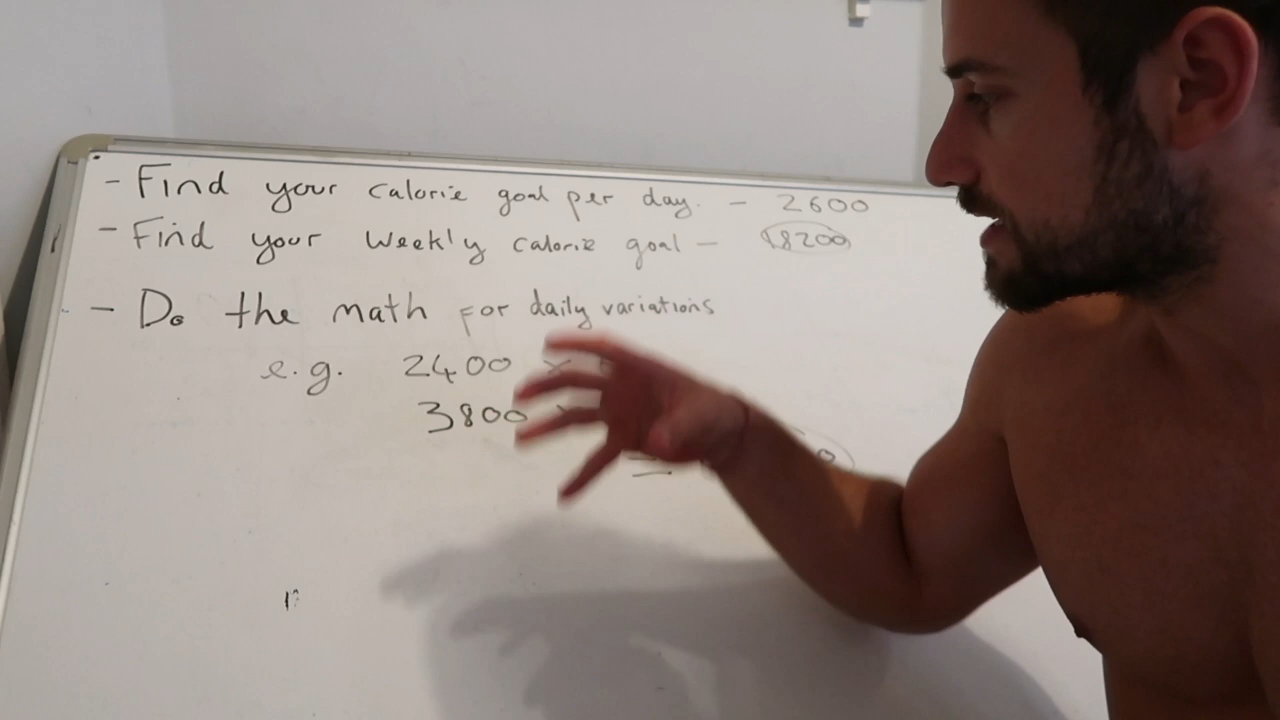 - Find your calorie goal per day. - 2600
- Find your weekly calorie goal - 18200
- Do the math for daily variations
e.g. 2400 x
3800
=